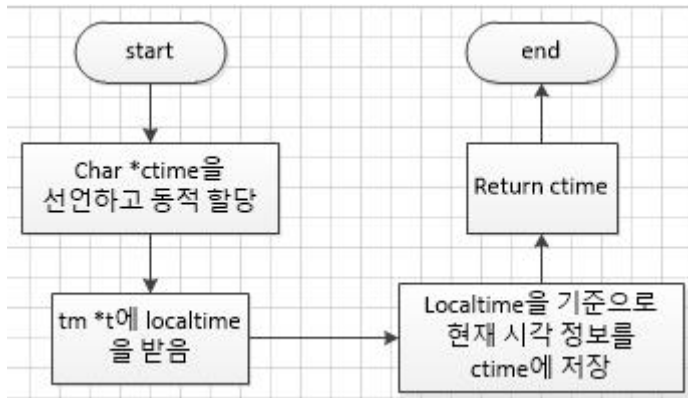 start
Char *ctime을
선언하고 동적 할당
tm *t에 localtime
을 받음
Localtime을 기준으로
현재 시각 정보를
ctime에 저장
Return ctime
end